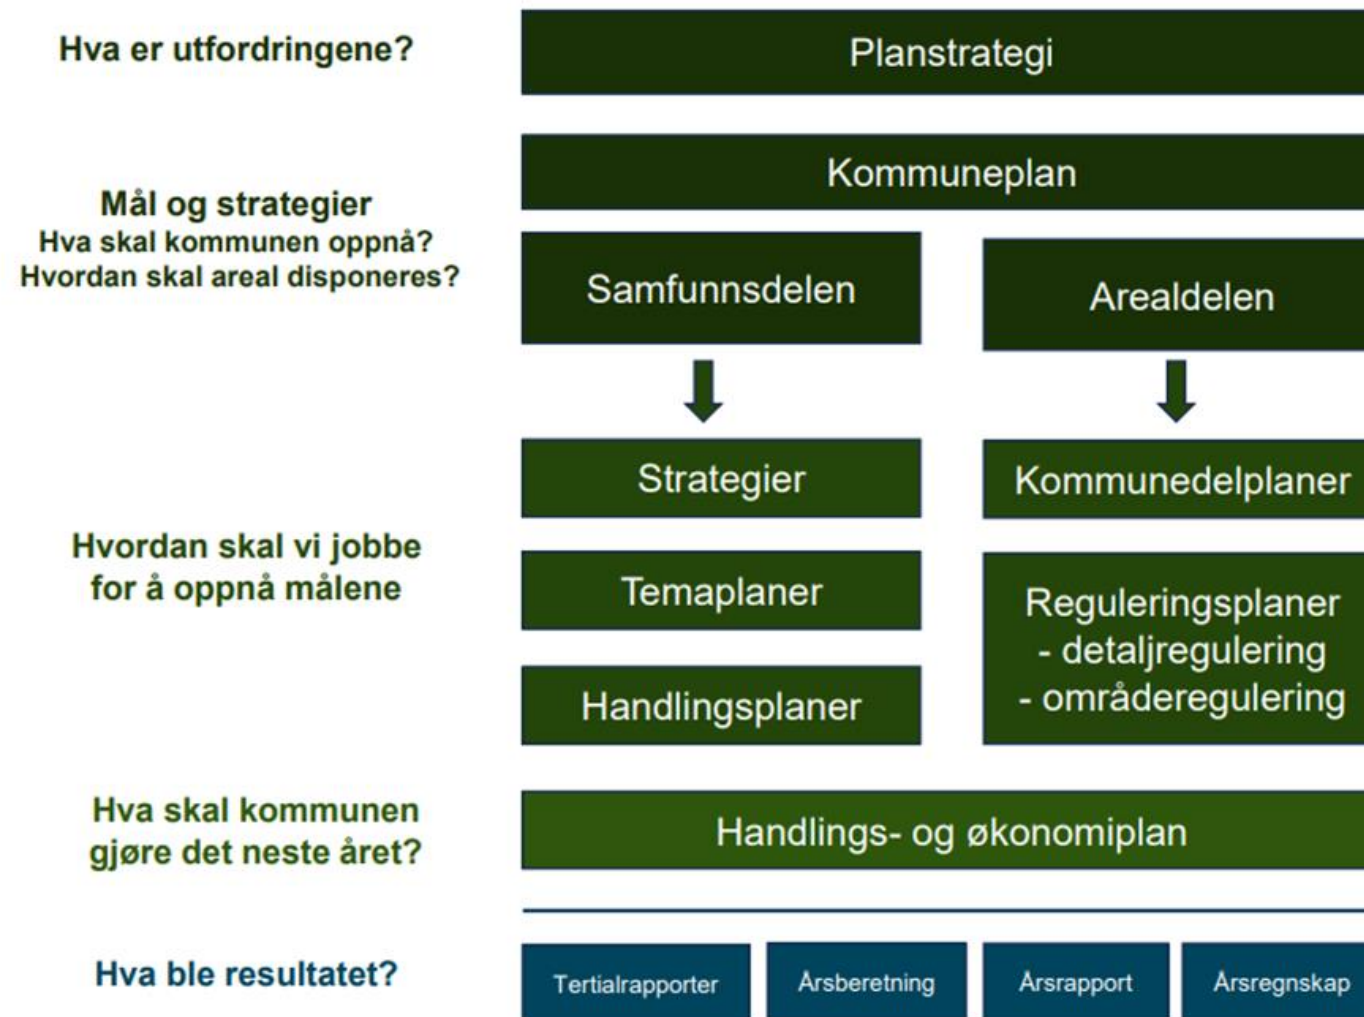 Hva er utfordringene?
Planstrategi
Kommuneplan
Mål og strategier
Hva skal kommunen oppnå?
Hvordan skal areal disponeres?
Samfunnsdelen
Arealdelen
Strategier
Kommunedelplaner
Hvordan skal vi jobbe
for å oppnå målene
Temaplaner
Reguleringsplaner
- detaljregulering
- områderegulering
Handlingsplaner
Hva skal kommunen
gjøre det neste året?
Handlings- og økonomiplan
Hva ble resultatet?
Tertialrapporter
Årsberetning
Årsrapport
Årsregnskap